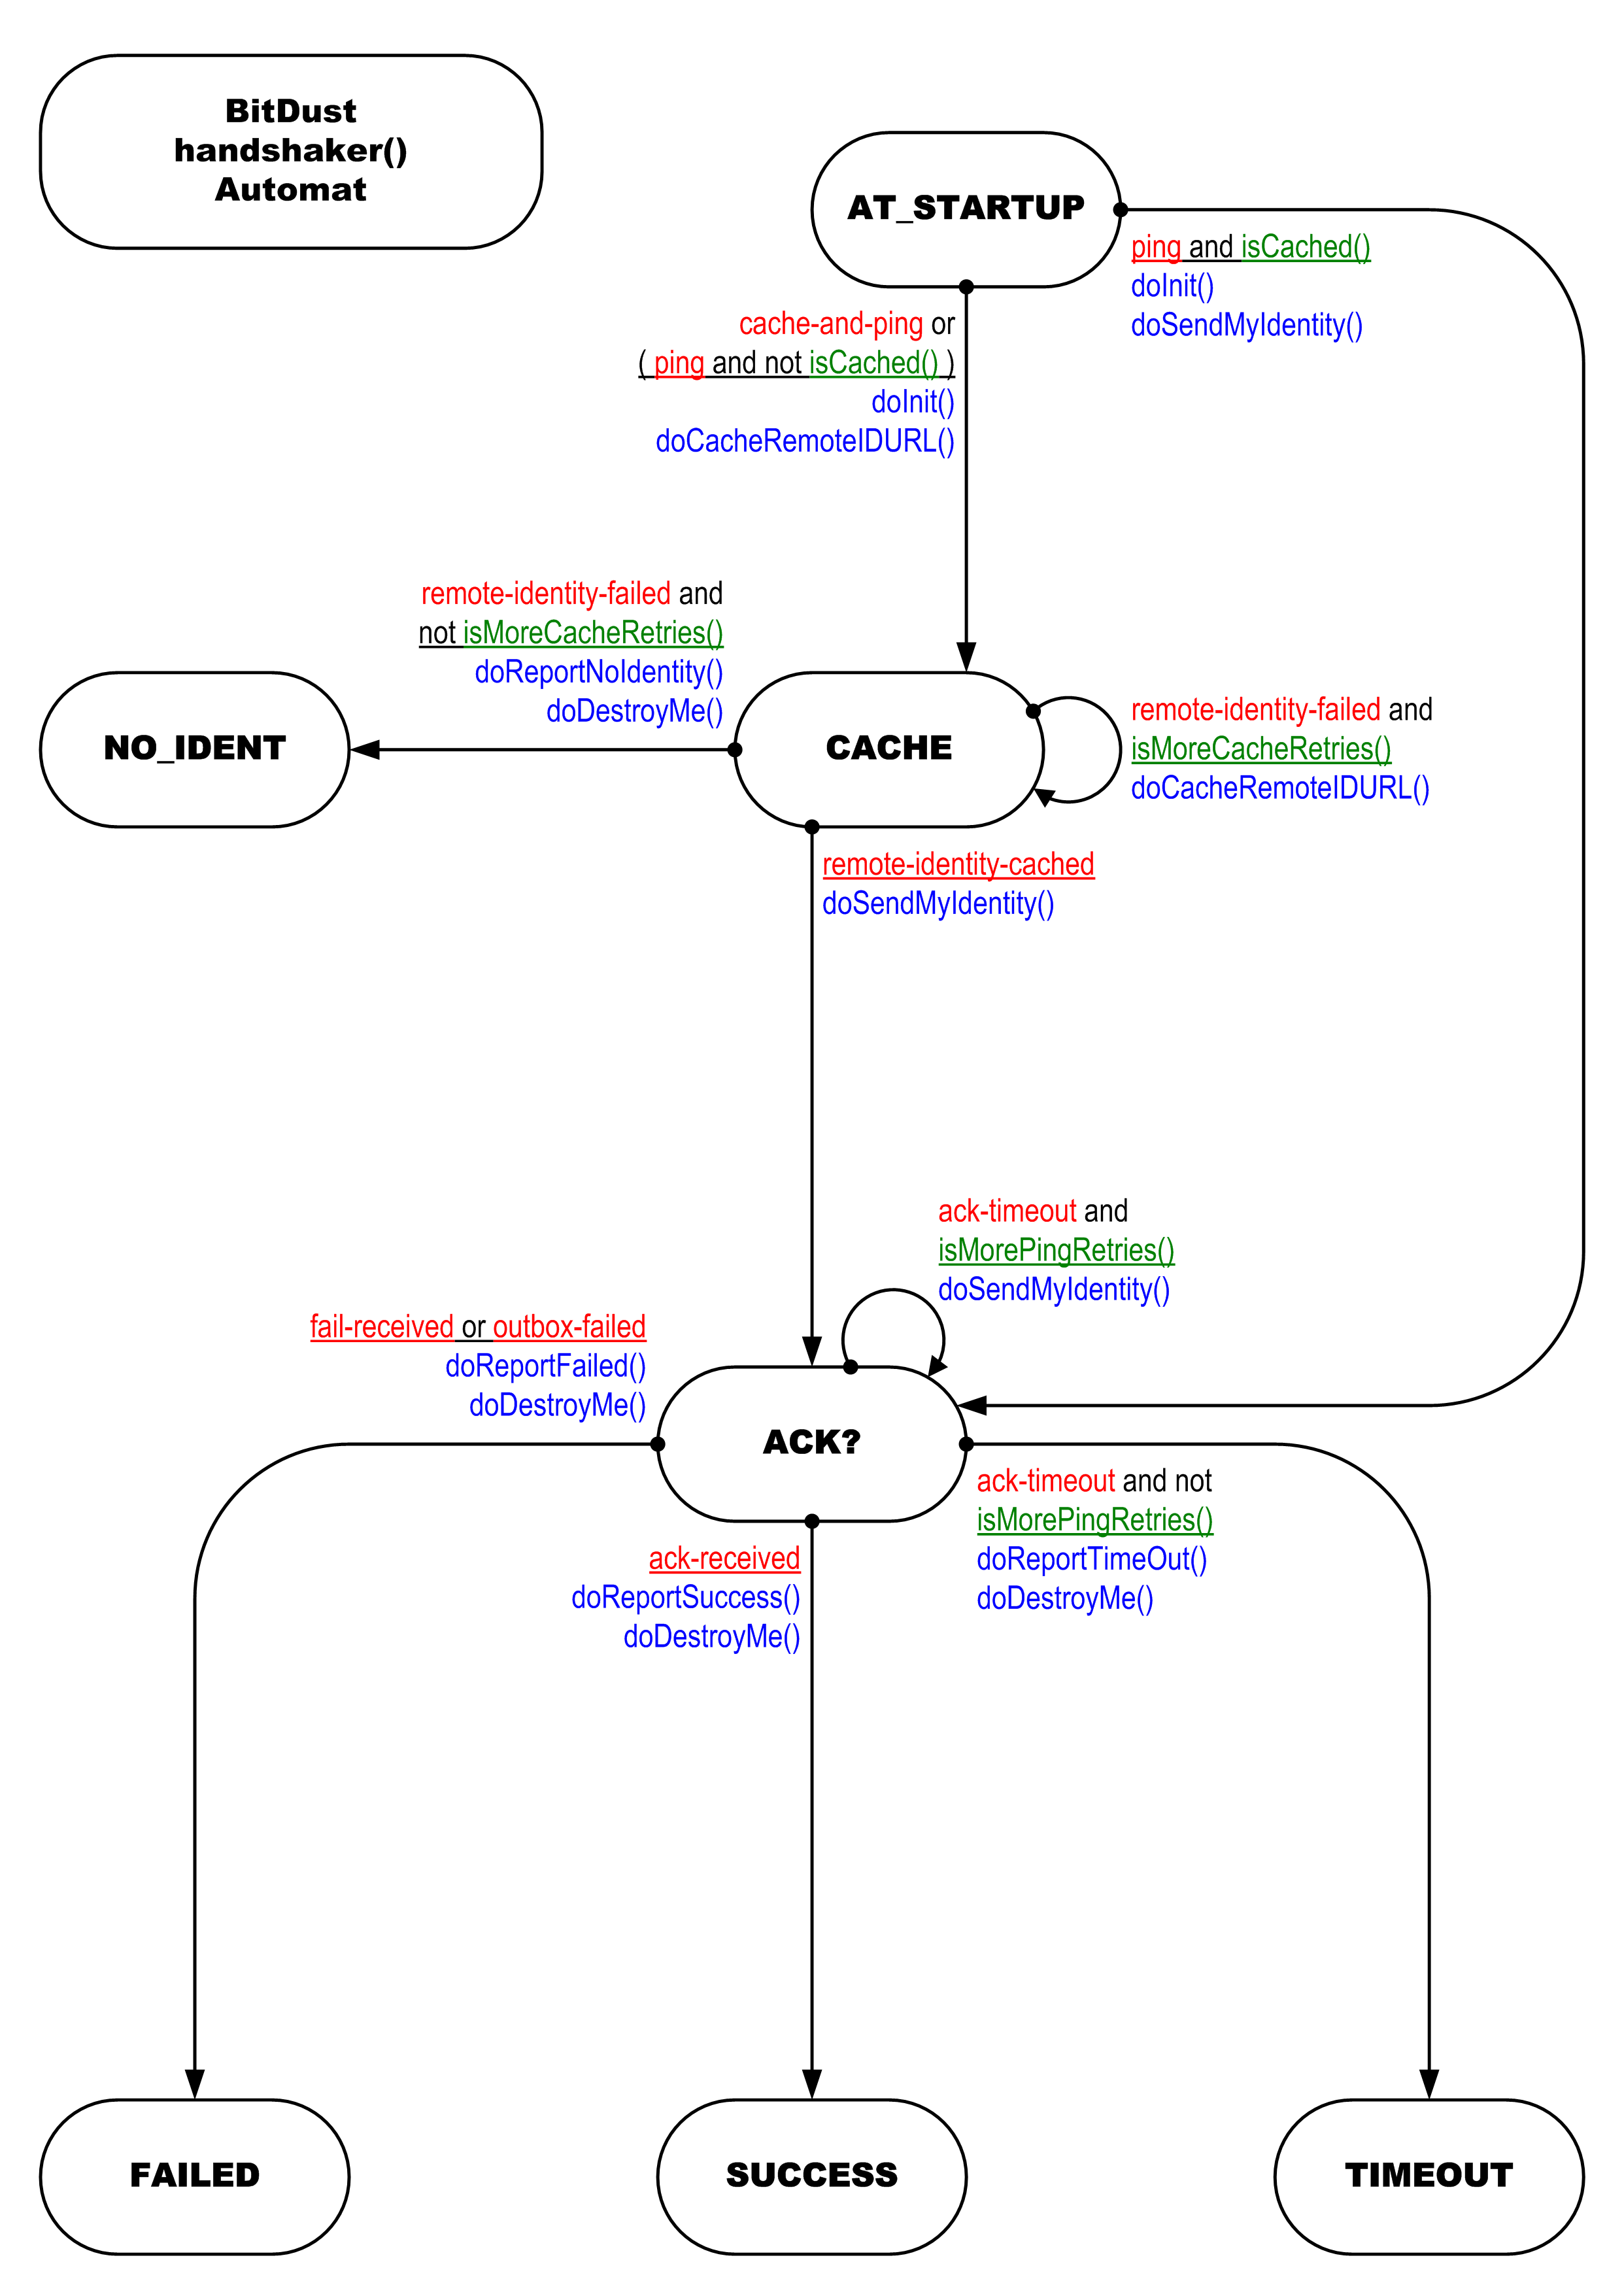 BitDust
handshaker()
Automat
AT_STARTUP
ping and isCached()
doInit()
doSendMyIdentity()
cache-and-ping or
( ping and not isCached() )
doInit()
doCacheRemoteIDURL()
remote-identity-failed and
not isMoreCacheRetries()
doReportNoIdentity()
doDestroyMe()
NO_IDENT
CACHE
remote-identity-failed and
isMoreCacheRetries()
doCacheRemoteIDURL()
remote-identity-cached
doSendMyIdentity()
ack-timeout and
isMorePingRetries()
doSendMyIdentity()
fail-received or outbox-failed
doReportFailed()
doDestroyMe()
ACK?
ack-timeout and not
isMorePingRetries()
doReportTimeOut()
doDestroyMe()
ack-received
doReportSuccess()
doDestroyMe()
FAILED
SUCCESS
TIMEOUT